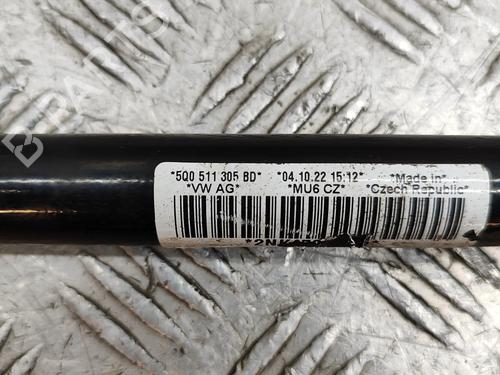 *5Q0 511 305 BD* *04.10.22 15:12* *Made in*
*VW AG* *MU6 CZ* *Czech Republic*